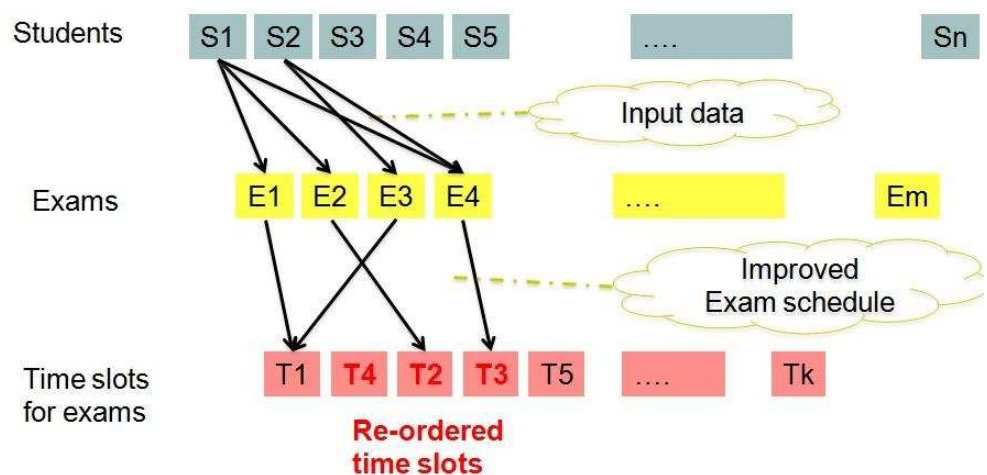 Students S1 S2 S3 S4 S5 .... Sn
Input data
Exams E1 E2 E3 E4 .... Em
Improved
Exam schedule
Time slots
for exams
T1 T4 T2 T3 T5 .... Tk
Re-ordered
time slots